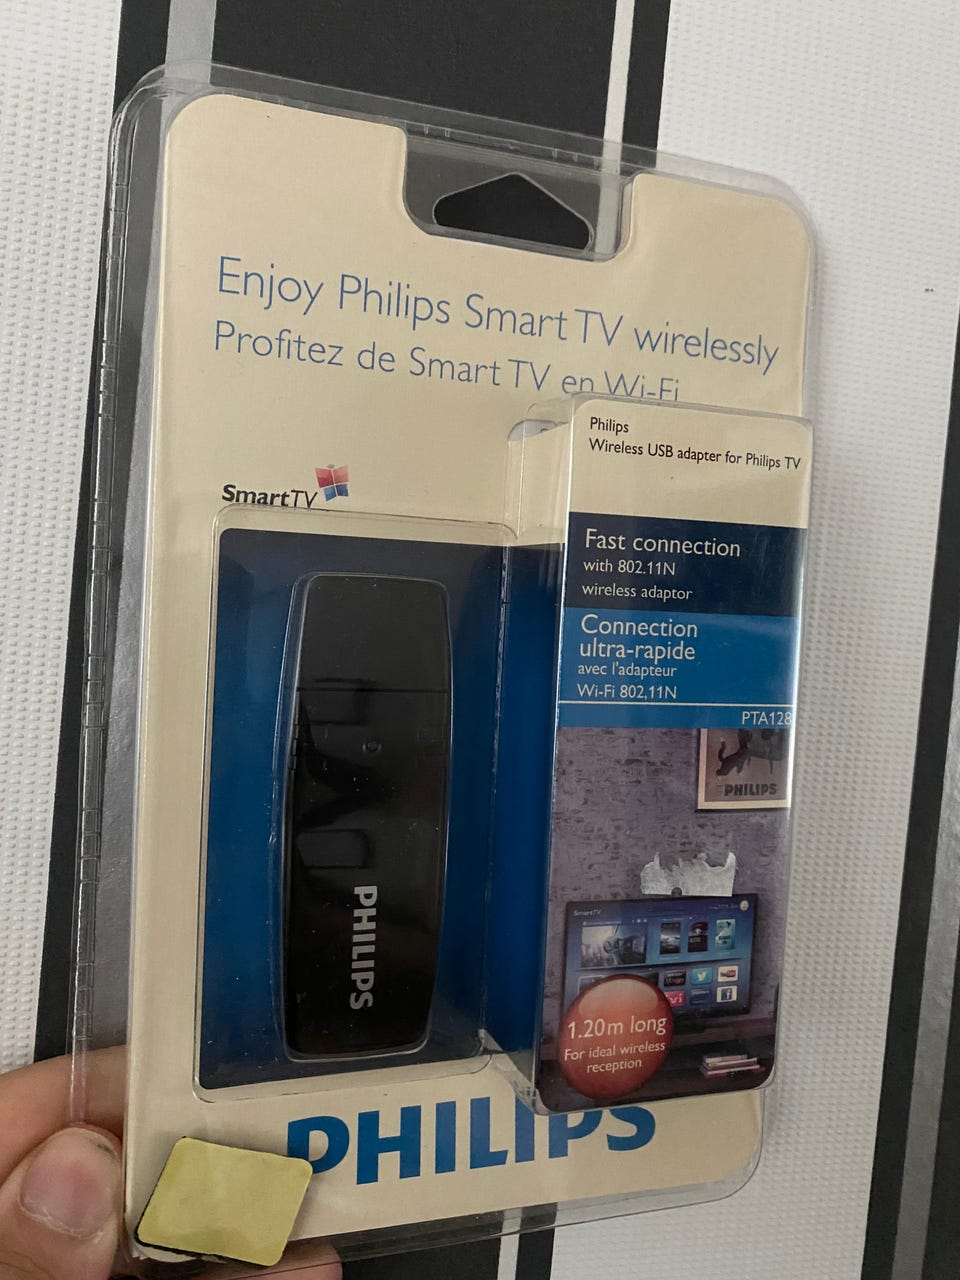 Enjoy Philips Smart TV wirelessly
Profitez de Smart TV en Wi-Fi
SmartTV
PHILIPS
Philips
Wireless USB adapter for Philips TV
Fast connection
with 802.11N
wireless adaptor
Connection
ultra-rapide
avec l'adapteur
Wi-Fi 802,11N
PTA128
PHILIPS
SmartTV
1.20m long
For ideal wireless
reception
PHILIPS